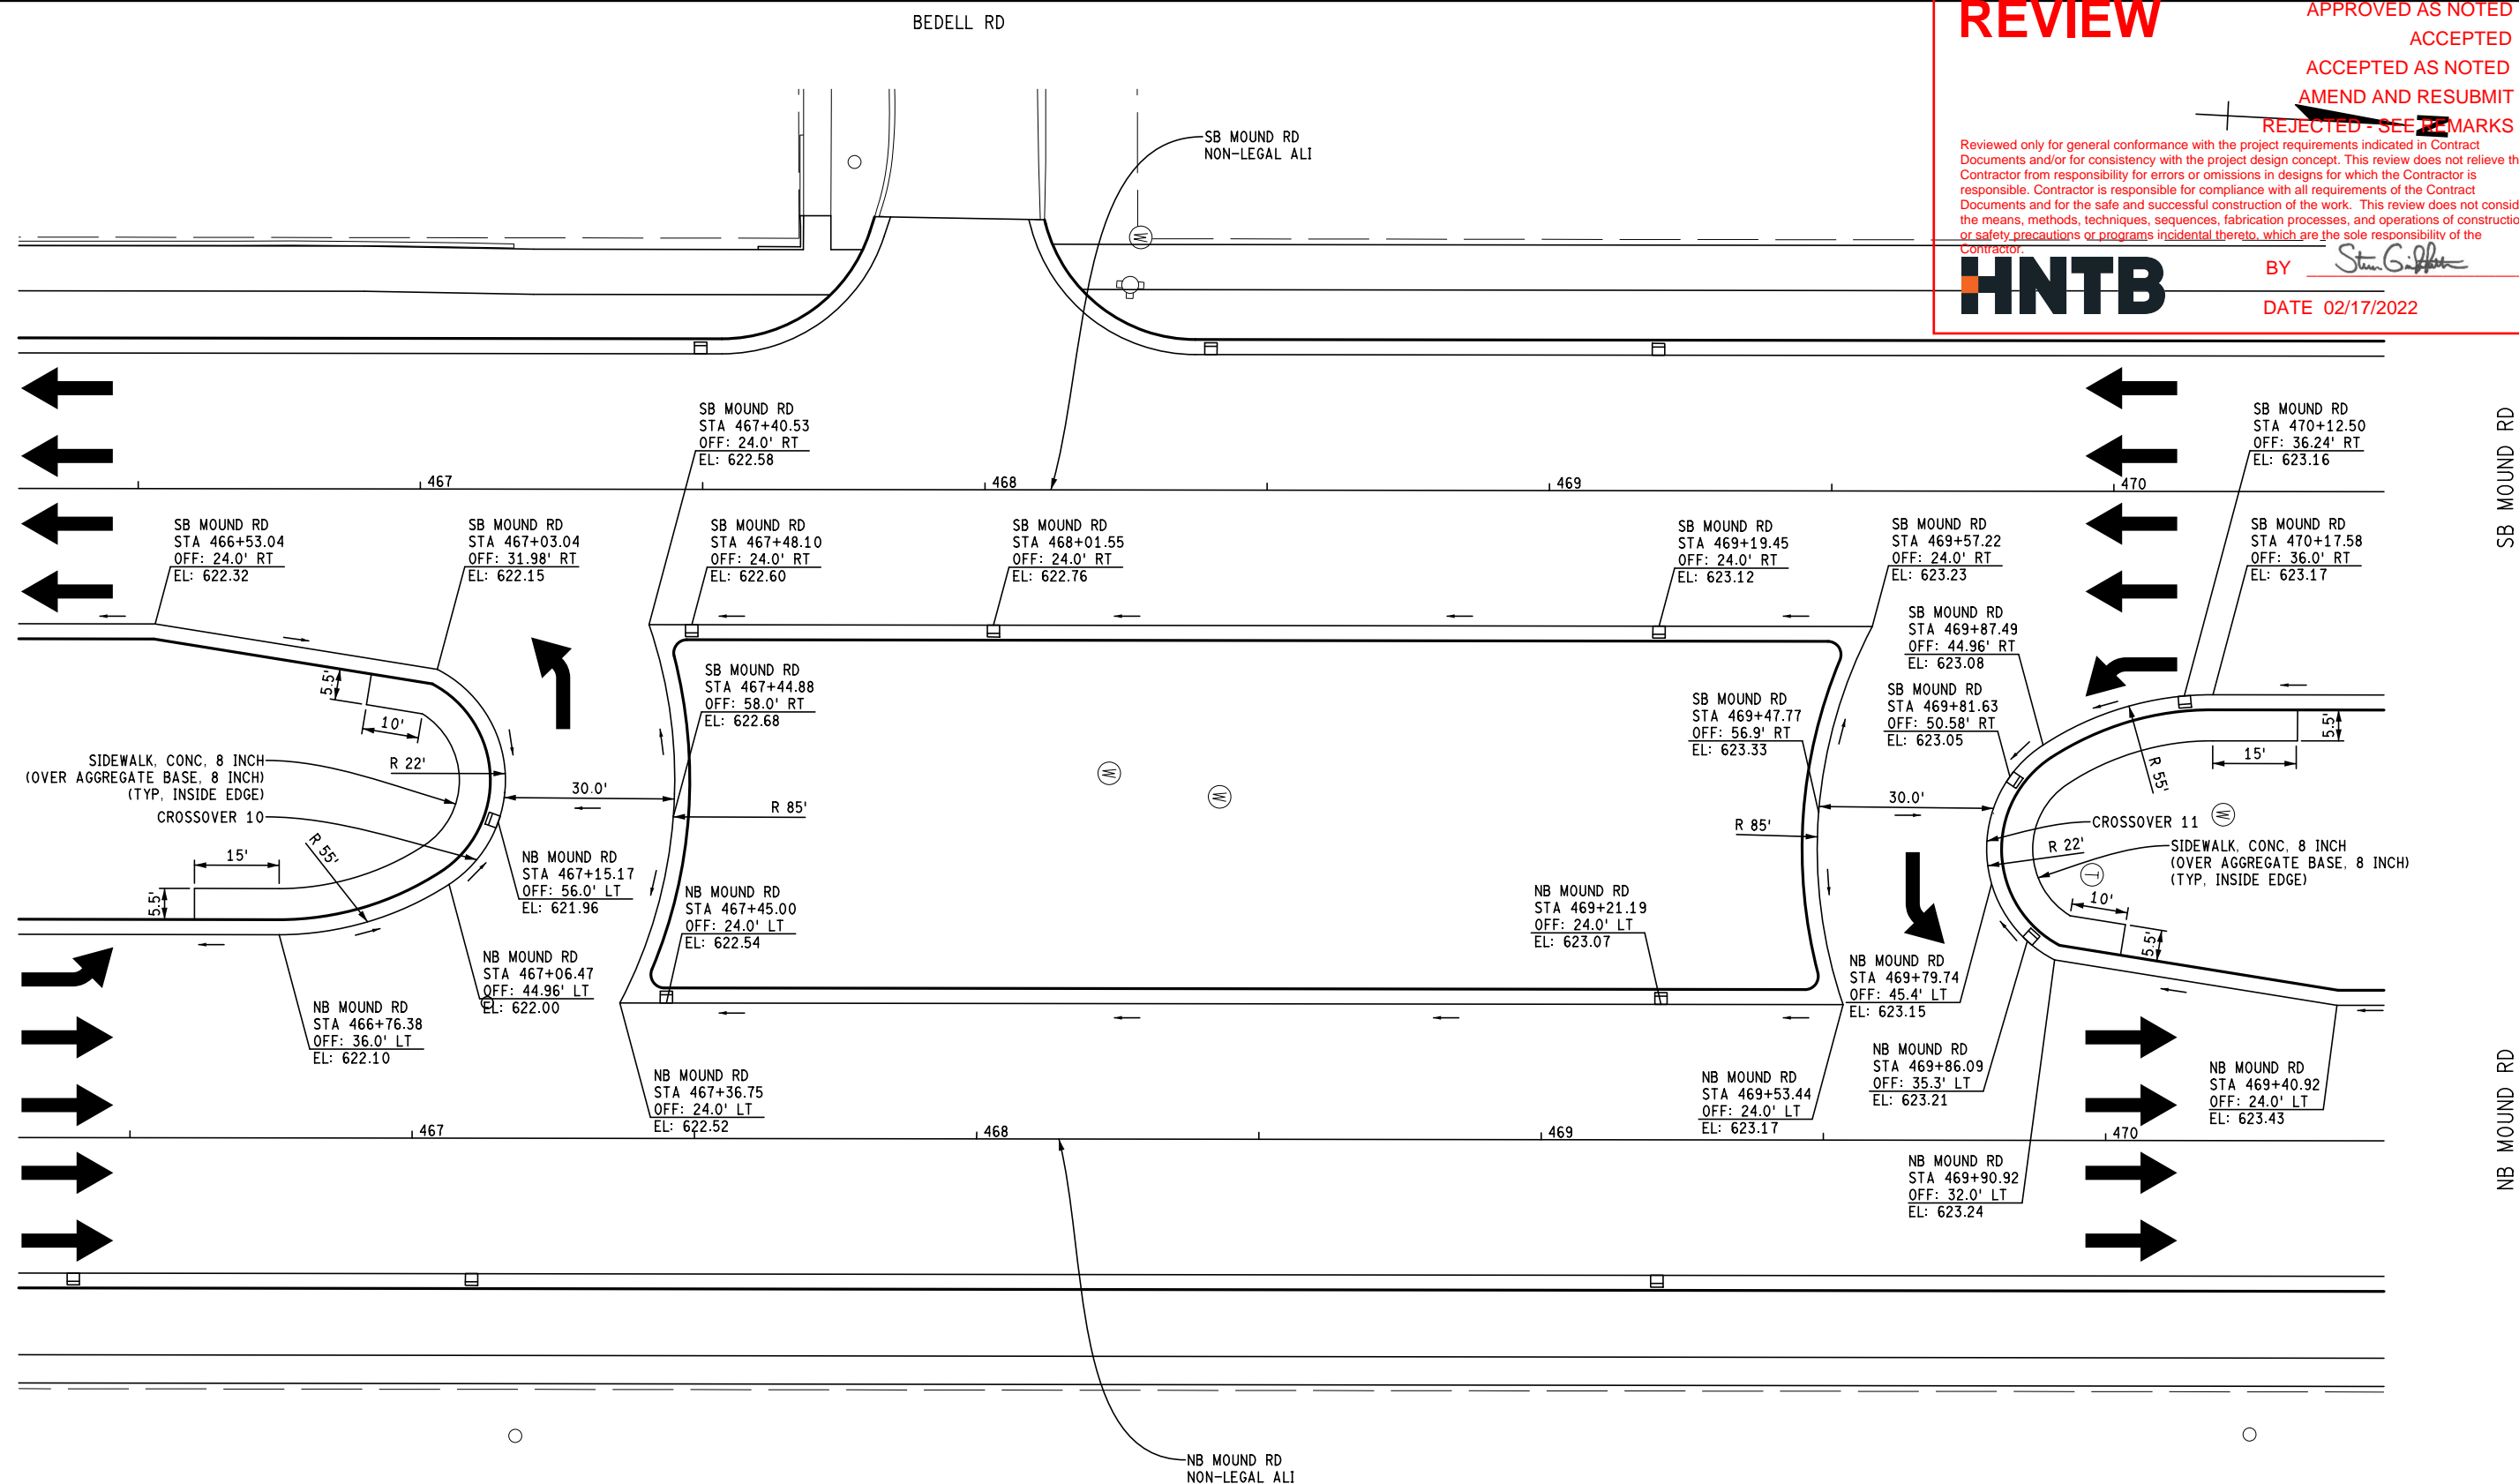 BEDELL RD
REVIEW
APPROVED AS NOTED
ACCEPTED
ACCEPTED AS NOTED
AMEND AND RESUBMIT
REJECTED - SEE REMARKS
Reviewed only for general conformance with the project requirements indicated in Contract
Documents and/or for consistency with the project design concept. This review does not relieve th
Contractor from responsibility for errors or omissions in designs for which the Contractor is
responsible. Contractor is responsible for compliance with all requirements of the Contract
Documents and for the safe and successful construction of the work. This review does not consid
the means, methods, techniques, sequences, fabrication processes, and operations of constructio
or safety precautions or programs incidental thereto, which are the sole responsibility of the
Contractor.
HNTB
BY
DATE 02/17/2022
SB MOUND RD
NON-LEGAL ALI
W
SB MOUND RD
STA 467+40.53
OFF: 24.0' RT
EL: 622.58
SB MOUND RD
STA 470+12.50
OFF: 36.24' RT
EL: 623.16
SB MOUND RD
467
468
469
470
SB MOUND RD
STA 466+53.04
OFF: 24.0' RT
EL: 622.32
SB MOUND RD
STA 467+03.04
OFF: 31.98' RT
EL: 622.15
SB MOUND RD
STA 467+48.10
OFF: 24.0' RT
EL: 622.60
SB MOUND RD
STA 468+01.55
OFF: 24.0' RT
EL: 622.76
SB MOUND RD
STA 469+19.45
OFF: 24.0' RT
EL: 623.12
SB MOUND RD
STA 469+57.22
OFF: 24.0' RT
EL: 623.23
SB MOUND RD
STA 470+17.58
OFF: 36.0' RT
EL: 623.17
SB MOUND RD
STA 469+87.49
OFF: 44.96' RT
EL: 623.08
SB MOUND RD
STA 467+44.88
OFF: 58.0' RT
EL: 622.68
SB MOUND RD
STA 469+47.77
OFF: 56.9' RT
EL: 623.33
SB MOUND RD
STA 469+81.63
OFF: 50.58' RT
EL: 623.05
5.5'
10'
R 22'
SIDEWALK, CONC, 8 INCH
(OVER AGGREGATE BASE, 8 INCH)
(TYP, INSIDE EDGE)
CROSSOVER 10
30.0'
R 85'
W
W
R 85'
30.0'
R 55'
15'
5.5'
CROSSOVER 11
W
R 22'
SIDEWALK, CONC, 8 INCH
(OVER AGGREGATE BASE, 8 INCH)
(TYP, INSIDE EDGE)
T
10'
5.5'
15'
R 55'
5.5'
NB MOUND RD
STA 467+15.17
OFF: 56.0' LT
EL: 621.96
NB MOUND RD
STA 467+45.00
OFF: 24.0' LT
EL: 622.54
NB MOUND RD
STA 469+21.19
OFF: 24.0' LT
EL: 623.07
NB MOUND RD
STA 467+06.47
OFF: 44.96' LT
EL: 622.00
NB MOUND RD
STA 469+79.74
OFF: 45.4' LT
EL: 623.15
NB MOUND RD
STA 466+76.38
OFF: 36.0' LT
EL: 622.10
NB MOUND RD
STA 467+36.75
OFF: 24.0' LT
EL: 622.52
NB MOUND RD
STA 469+53.44
OFF: 24.0' LT
EL: 623.17
NB MOUND RD
STA 469+86.09
OFF: 35.3' LT
EL: 623.21
NB MOUND RD
STA 469+40.92
OFF: 24.0' LT
EL: 623.43
NB MOUND RD
467
468
469
470
NB MOUND RD
STA 469+90.92
OFF: 32.0' LT
EL: 623.24
NB MOUND RD
NON-LEGAL ALI